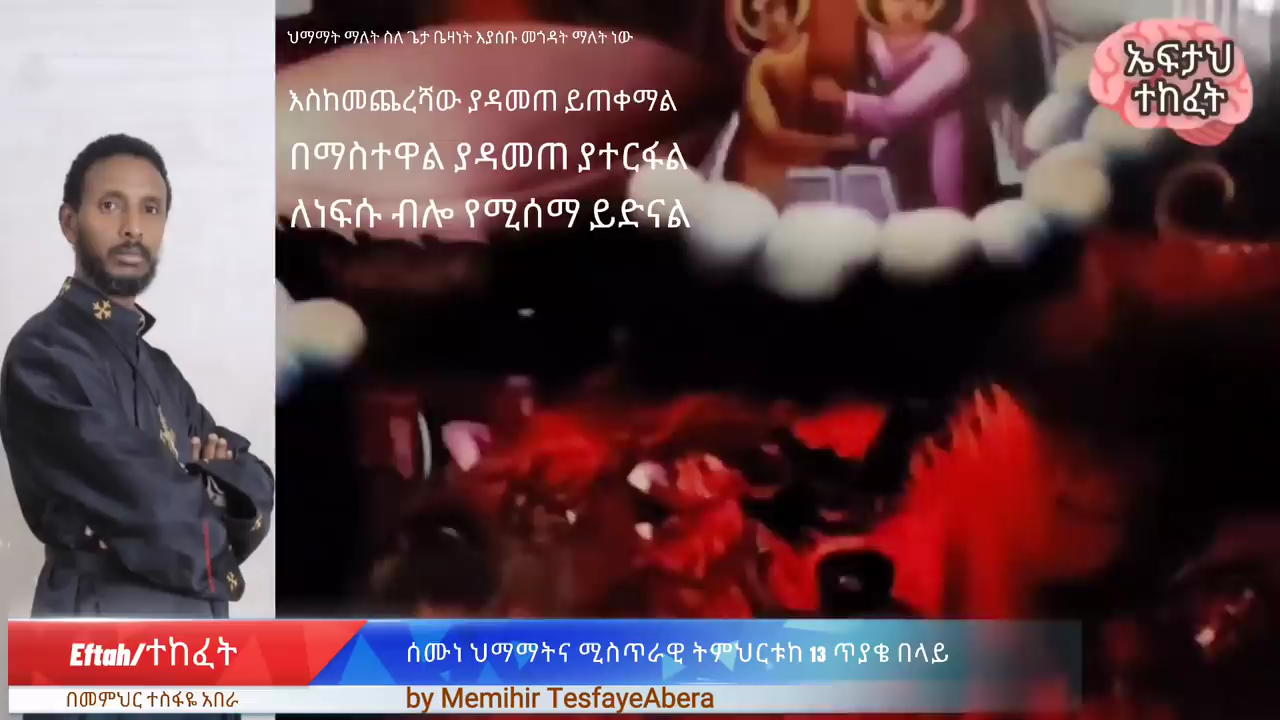 ህማማት ማለት ስለ ጌታ ቤዛነት እያሰቡ መጎዳት ማለት ነው
እስከመጨረሻው ያዳመጠ ይጠቀማል
በማስተዋል ያዳመጠ ያተርፋል
ለነፍሱ ብሎ የሚሰማ ይድናል
ኤፍታህ
ተከፈት
Eftah/ተከፈት
ሰሙነ ህማማትና ሚስጥራዊ ትምህርቱከ 13 ጥያቄ በላይ
በመምህር ተስፋዬ አበራ
by Memihir TesfayeAbera